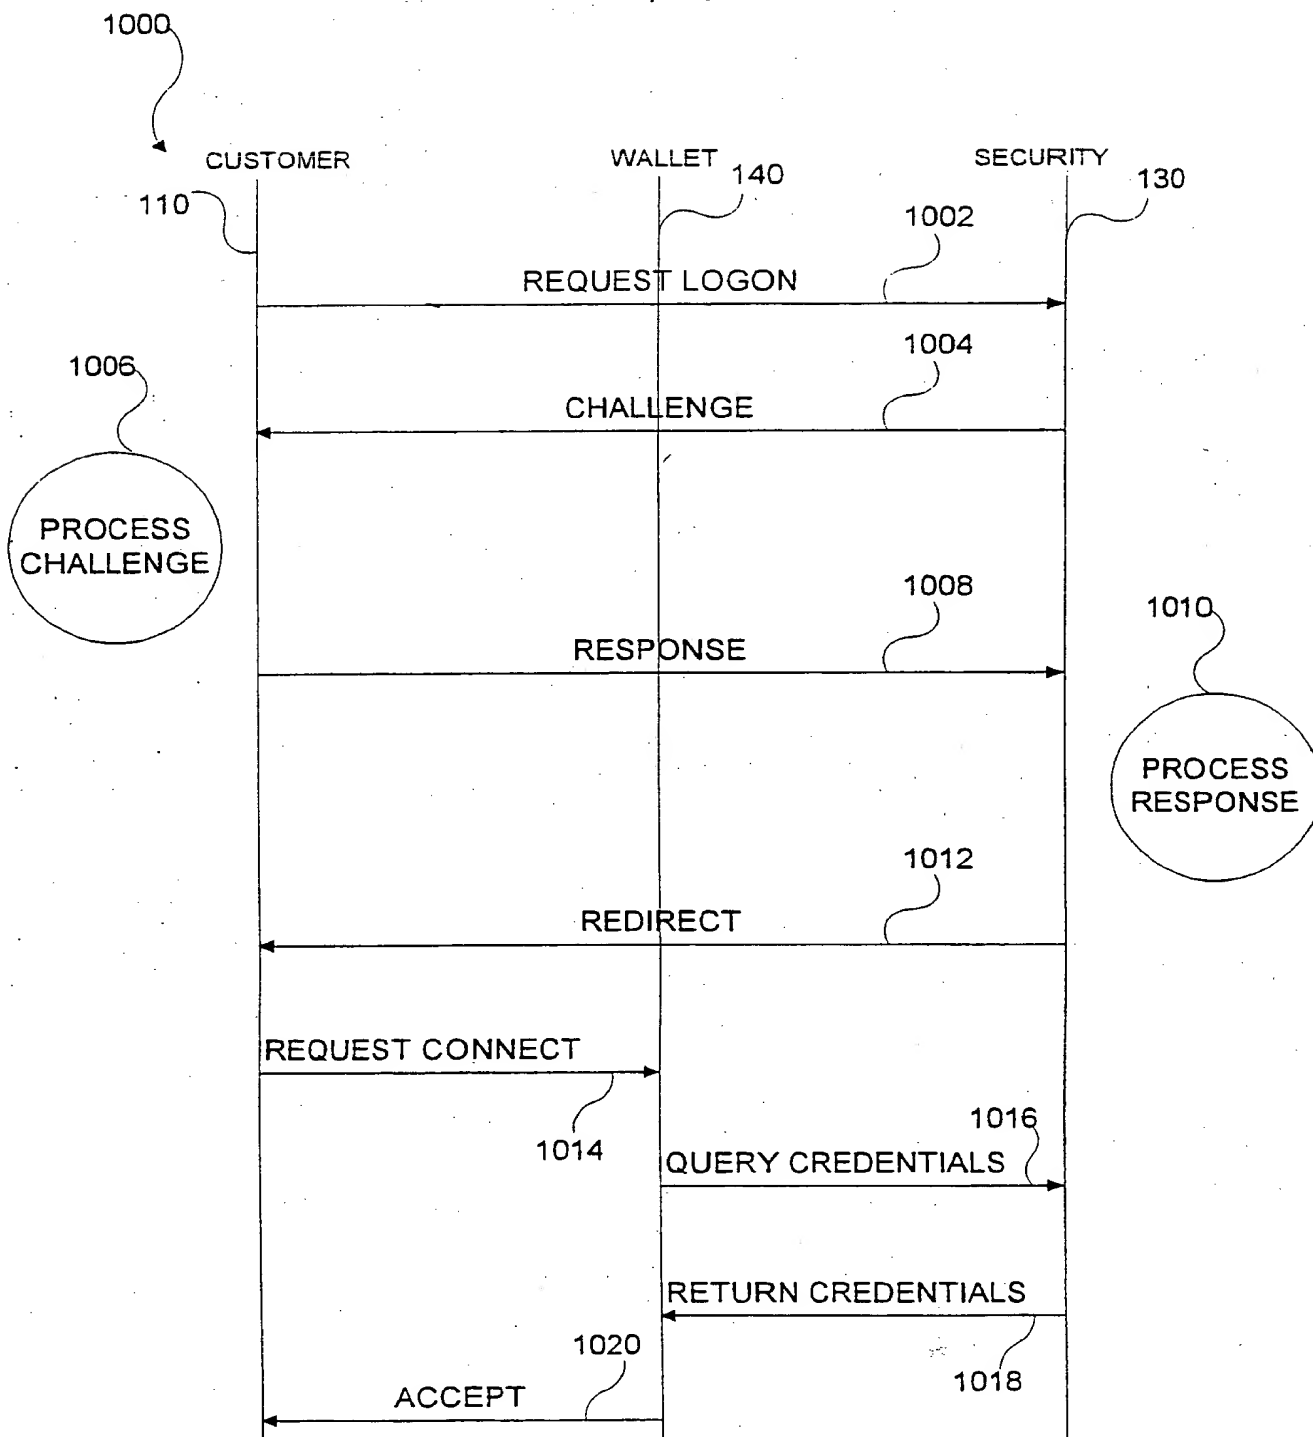 1000
CUSTOMER
WALLET
SECURITY
110
140
130
1002
REQUEST LOGON
1004
1006
CHALLENGE
PROCESS
CHALLENGE
1008
1010
RESPONSE
PROCESS
RESPONSE
1012
REDIRECT
REQUEST CONNECT
1014
1016
QUERY CREDENTIALS
RETURN CREDENTIALS
1018
1020
ACCEPT